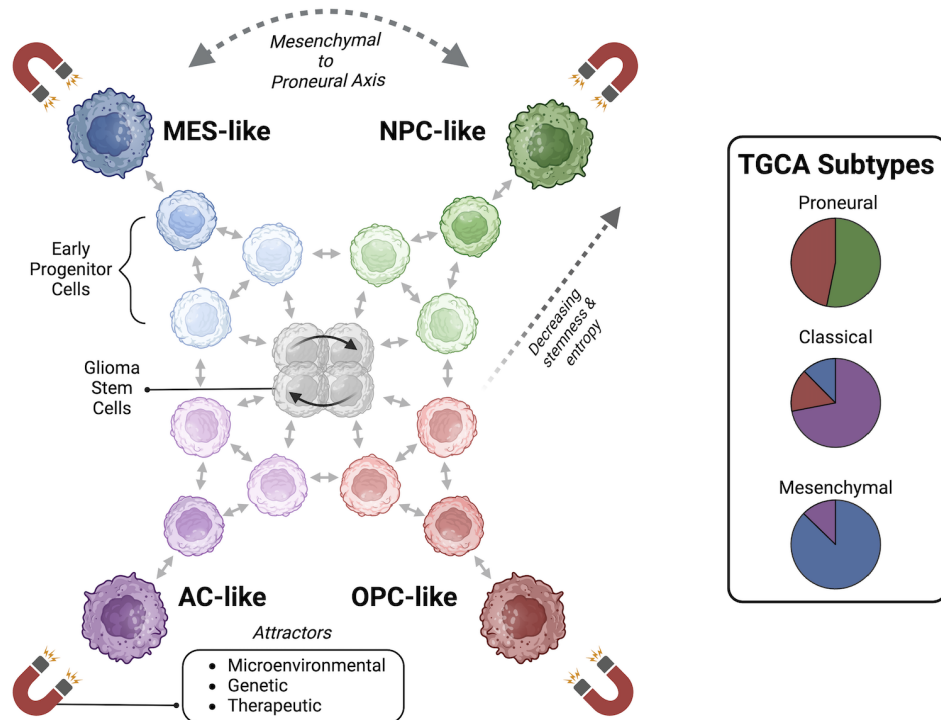 Mesenchymal
to
Proneural Axis
MES-like
NPC-like
Early
Progenitor
Cells
Glioma
Stem
Cells
Decreasing
stemness &
entropy
AC-like
OPC-like
Attractors
• Microenvironmental
• Genetic
• Therapeutic
TGCA Subtypes
Proneural
Classical
Mesenchymal